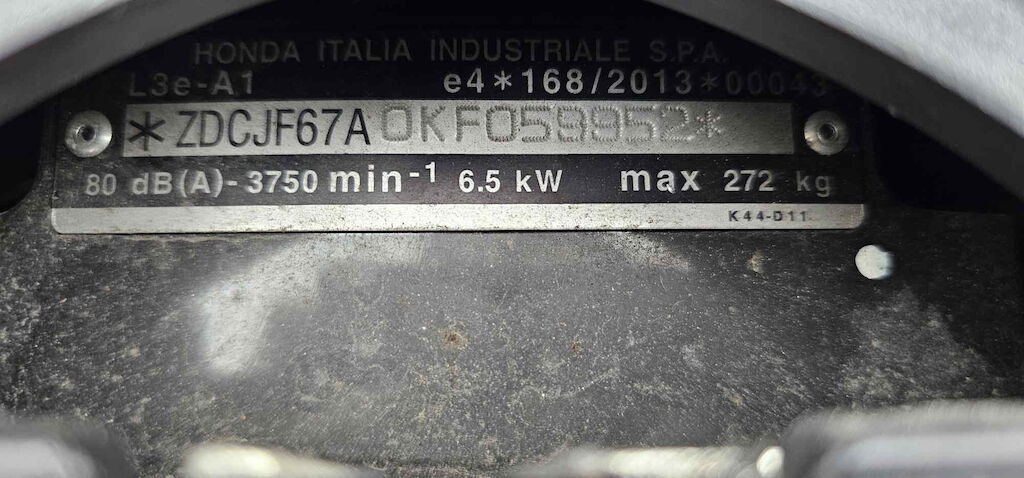 HONDA ITALIA INDUSTRIALE S.P.A.
L3e-A1 e4*168/2013*00043
*ZDCJF67A0KF059952*
80 dB(A)- 3750 min-1 6.5 kW max 272 kg
K44-D11